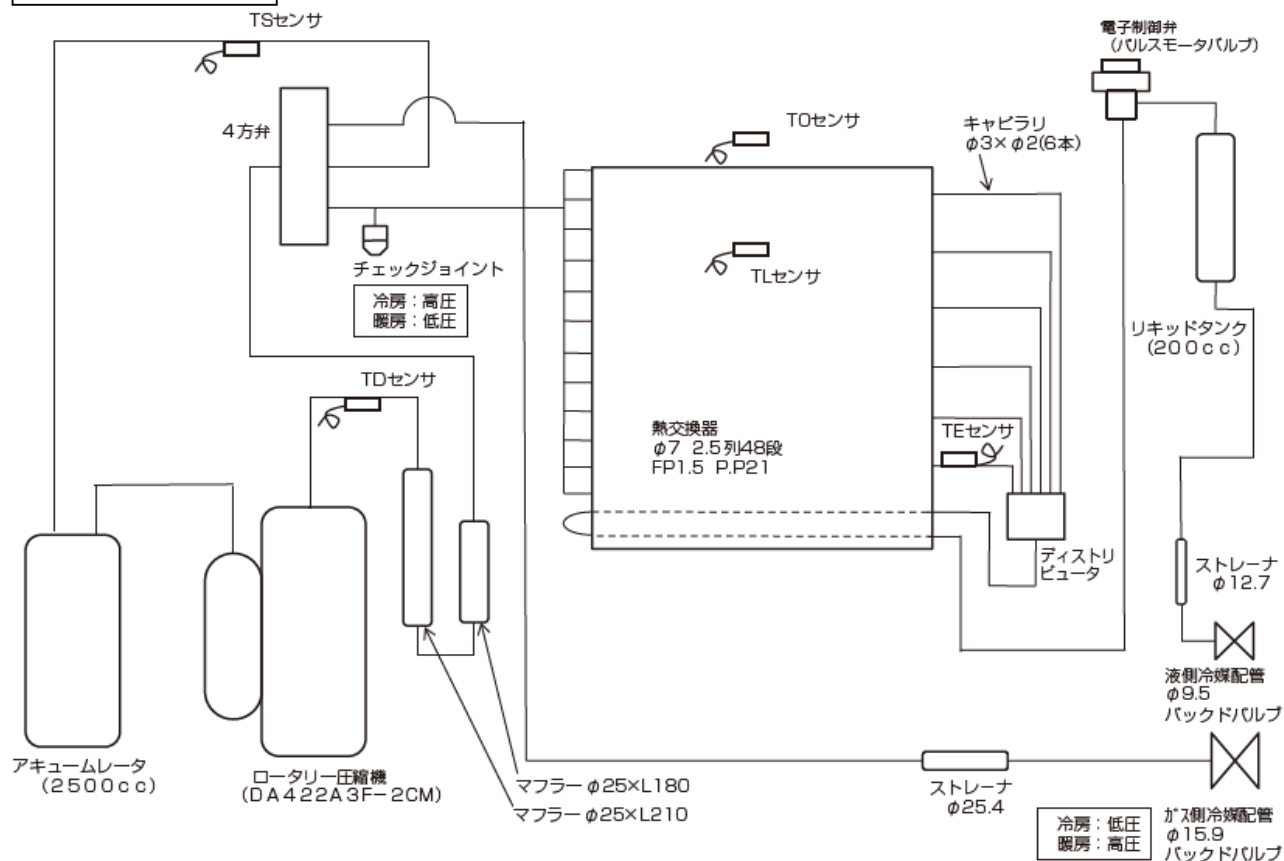 TSセンサ
電子制御弁
(パルスモータバルブ)
4方弁
TOセンサ
キャピラリ
φ3×φ2(6本)
TLセンサ
チェックジョイント
冷房:高圧
暖房:低圧
リキッドタンク
(200cc)
TDセンサ
熱交換器
φ7 2.5列48段
FP1.5 P.P21
TEセンサ
ディストリ
ビュータ
ストレーナ
φ12.7
液側冷媒配管
φ9.5
パックドバルブ
アキュームレータ
(2500cc)
ロータリー圧縮機
(DA422A3F-2CM)
マフラー φ25×L180
マフラー φ25×L210
ストレーナ
φ25.4
冷房:低圧
暖房:高圧
ガス側冷媒配管
φ15.9
パックドバルブ